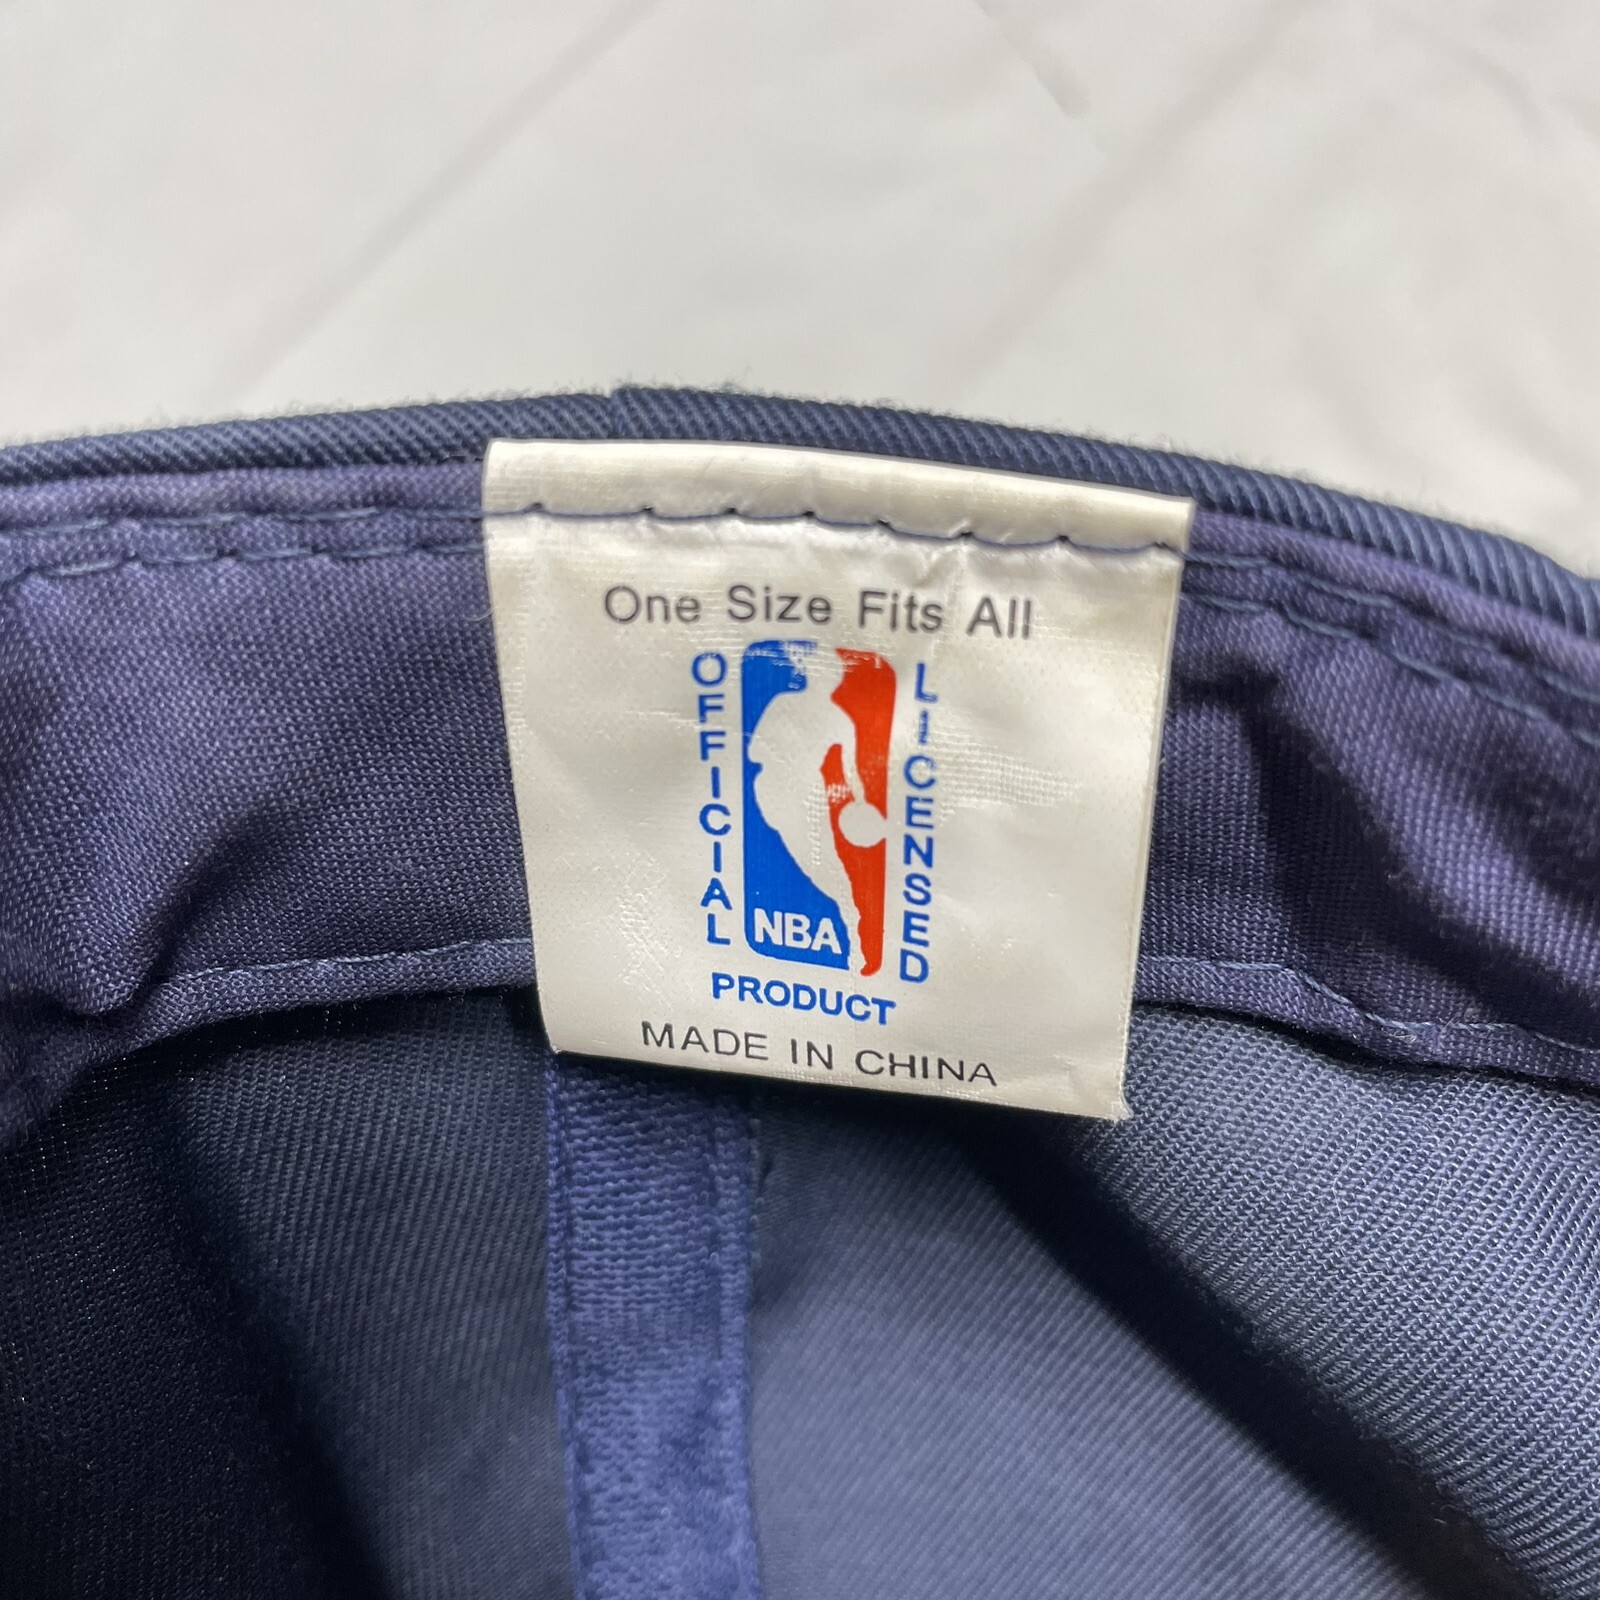 One Size Fits All
OFFICIAL
NBA
LICENSED
PRODUCT
MADE IN CHINA